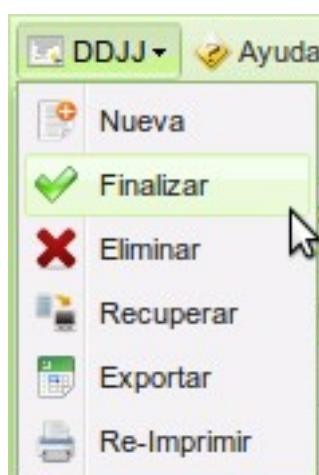 DDJJ Ayuda
Nueva
Finalizar
Eliminar
Recuperar
Exportar
Re-Imprimir